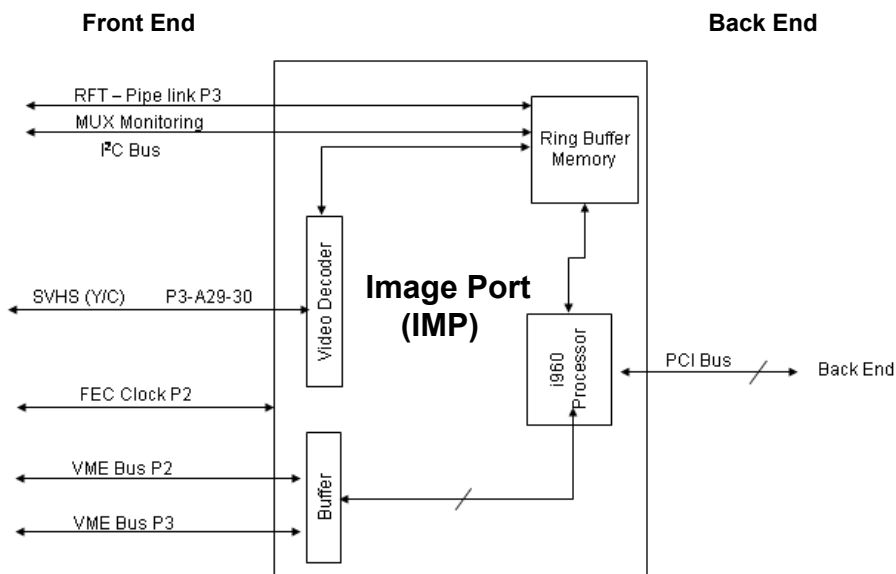 Front End
Back End
RFT – Pipe link P3
MUX Monitoring
I²C Bus
Ring Buffer
Memory
Video Decoder
SVHS (Y/C) P3-A29-30
Image Port
(IMP)
i960
Processor
PCI Bus
Back End
FEC Clock P2
VME Bus P2
Buffer
VME Bus P3